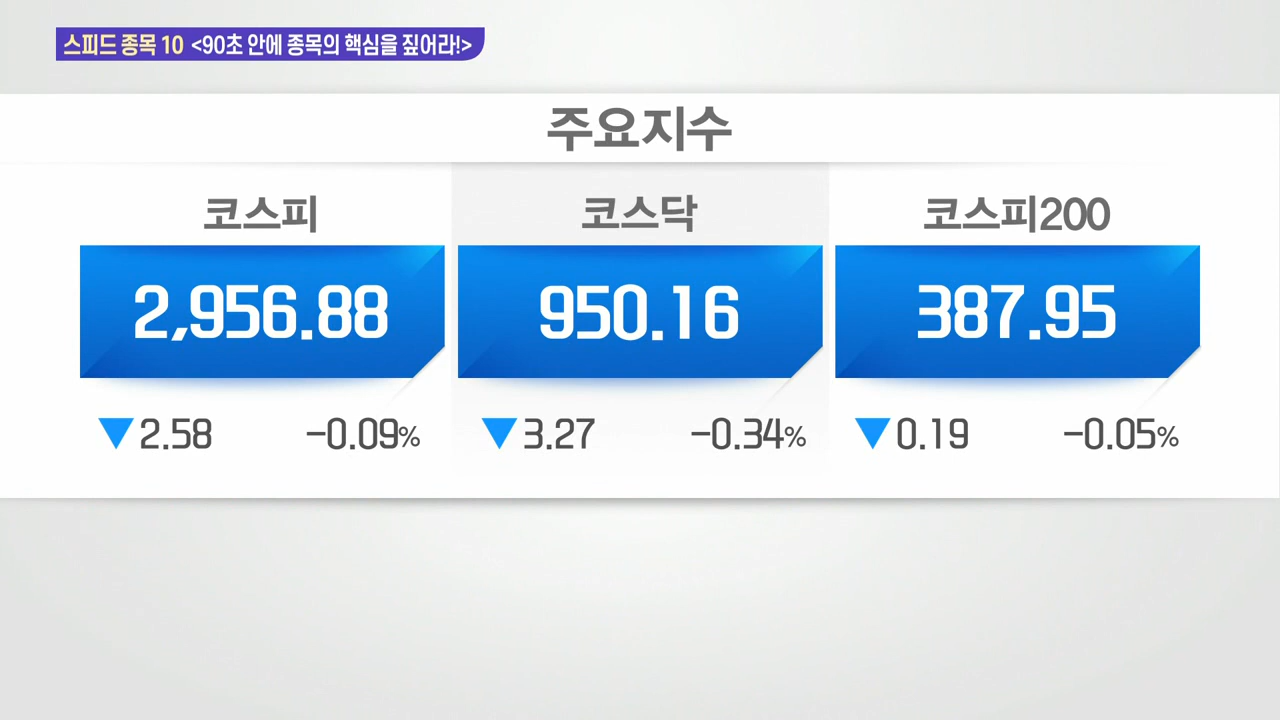 스피드 종목 10 <90초 안에 종목의 핵심을 짚어라!>
주요지수
코스피 코스닥 코스피200
2,956.88 950.16 387.95
▼2.58 -0.09% ▼3.27 -0.34% ▼0.19 -0.05%